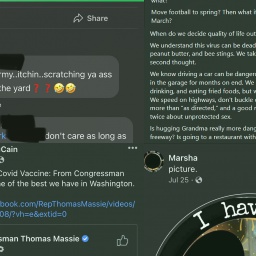 Share
rmy..itchin..scratching ya ass
the yard❓❓🤣🤣
don't care as long as
Cain
Covid Vaccine: From Congressman
ne of the best we have in Washington.
book.com/RepThomasMassie/videos/
08/?vh=e&extid=0
sman Thomas Massie
what?
Move football to spring? Then what i
March?
When do we decide quality of life out
We understand this virus can be dead
peanut butter, and bee stings. We tak
second thought.
We know driving a car can be danger
in the garage for months on end. We
drinking, and eating fried foods, but v
We speed on highways, don't buckle
more than "as directed," and a good r
twice about unprotected sex.
Is hugging Grandma really more dang
freeway? Is going to a restaurant with
Marsha
picture.
Jul 25
I ha